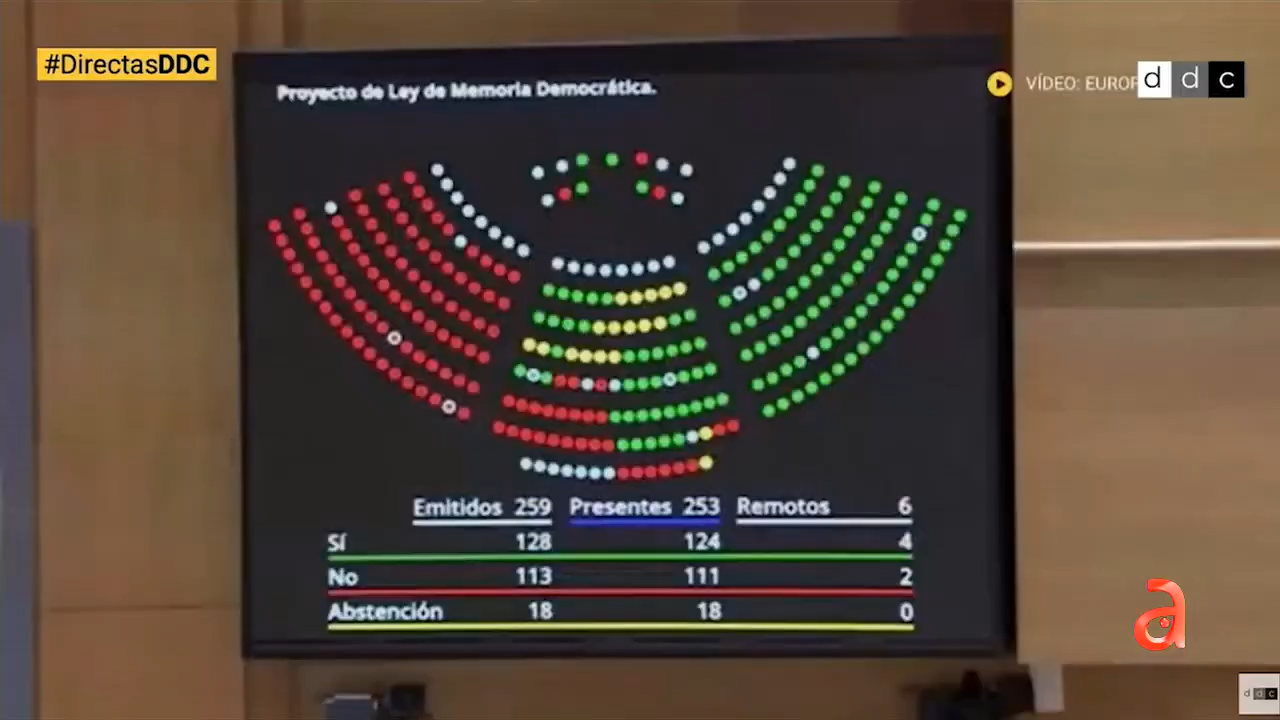 #DirectasDDC
VÍDEO: EUROP
d d c
Proyecto de Ley de Memoria Democrática.
Emitidos 259 Presentes 253 Remotos 6
Sí 128 124 4
No 113 111 2
Abstención 18 18 0
a
d d c